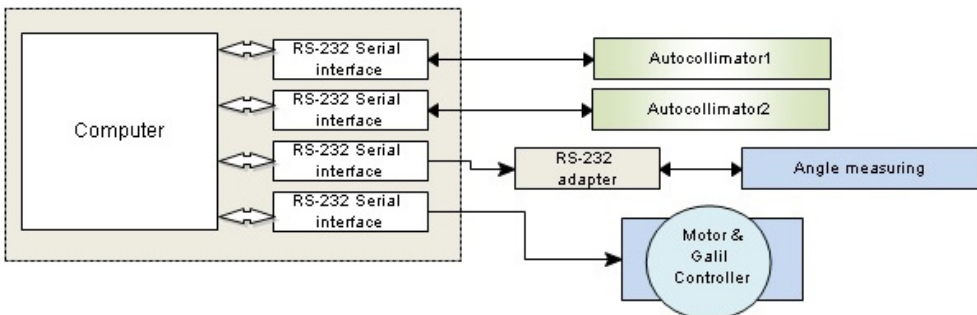 Computer
RS-232 Serial
interface
RS-232 Serial
interface
RS-232 Serial
interface
RS-232 Serial
interface
Autocollimator1
Autocollimator2
RS-232
adapter
Angle measuring
Motor &
Galil
Controller